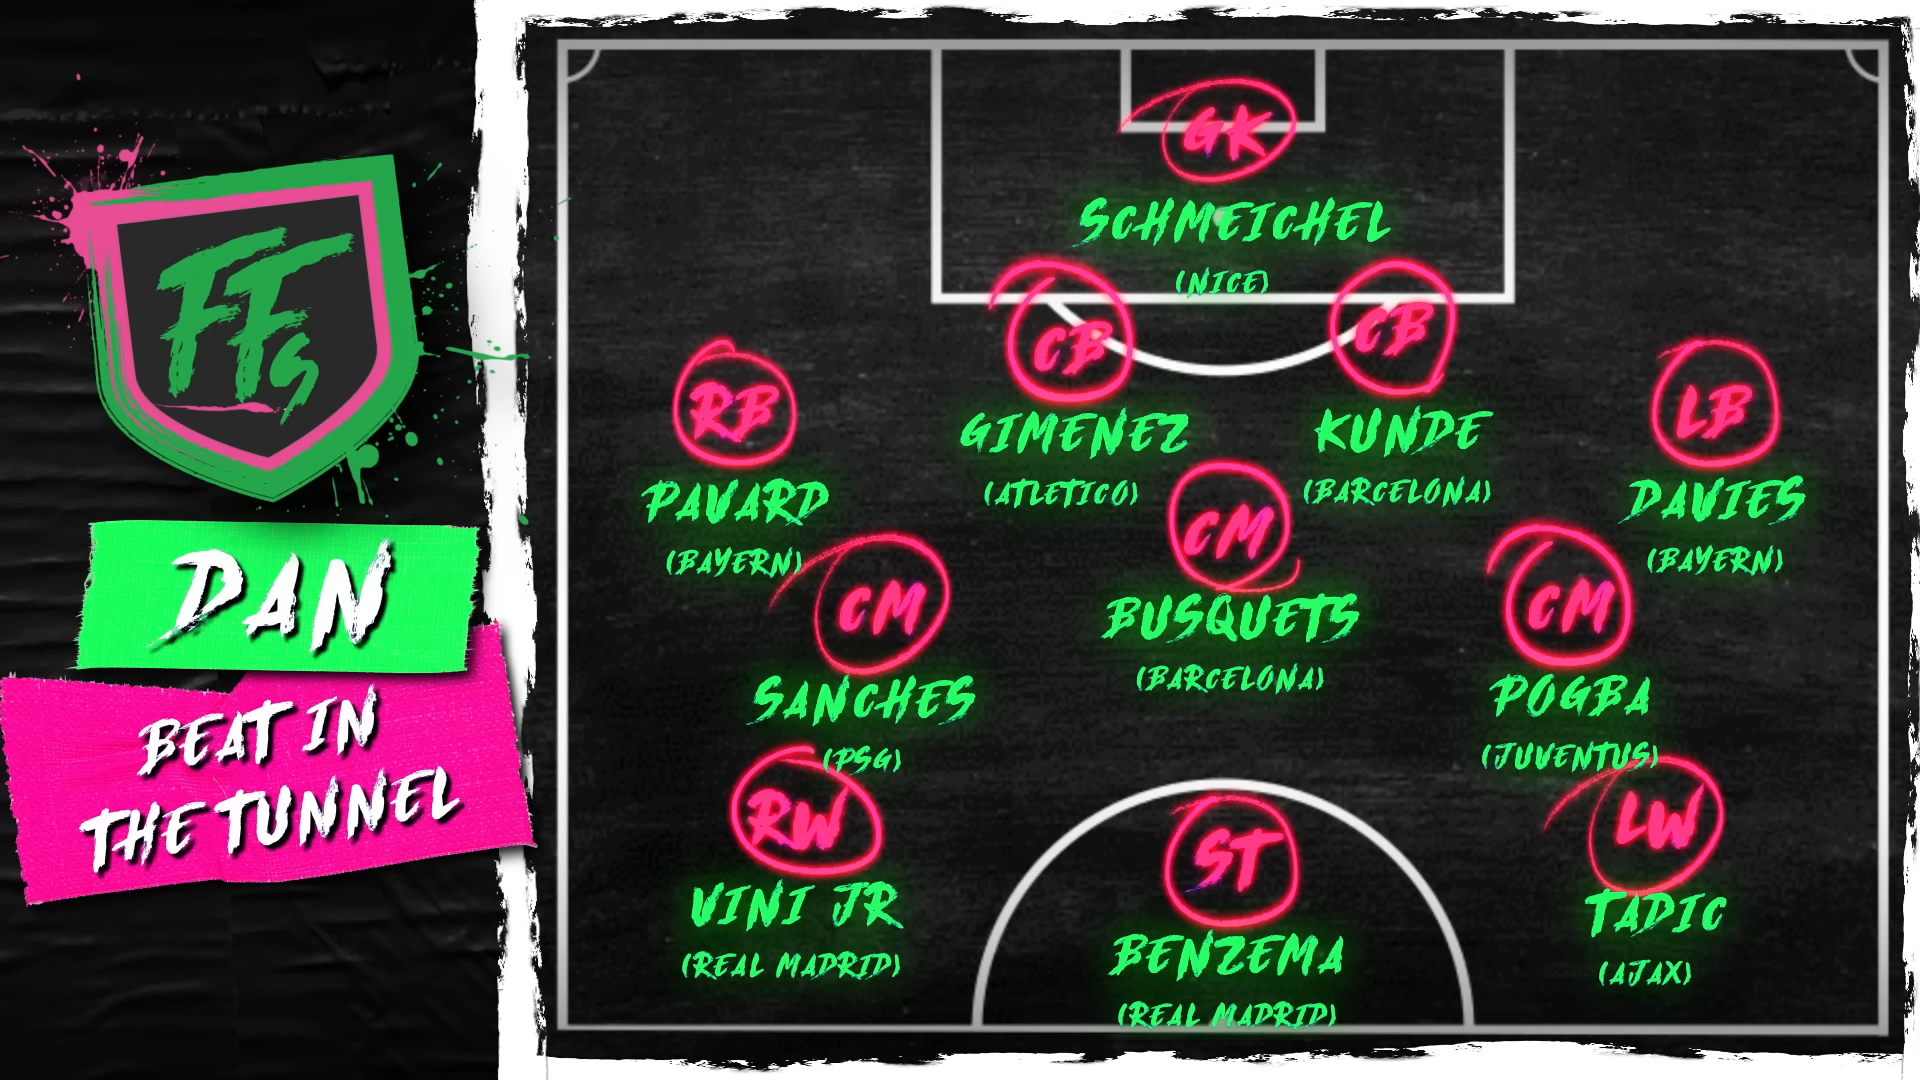 FFs
DAN
BEAT IN
THE TUNNEL
GK
SCHMEICHEL
(NICE)
RB
PAVARD
(BAYERN)
CB
GIMENEZ
(ATLETICO)
CB
KUNDE
(BARCELONA)
LB
DAVIES
(BAYERN)
CM
SANCHES
(PSG)
CM
BUSQUETS
(BARCELONA)
CM
POGBA
(JUVENTUS)
RW
VINI JR
(REAL MADRID)
ST
BENZEMA
(REAL MADRID)
LW
TADIC
(AJAX)